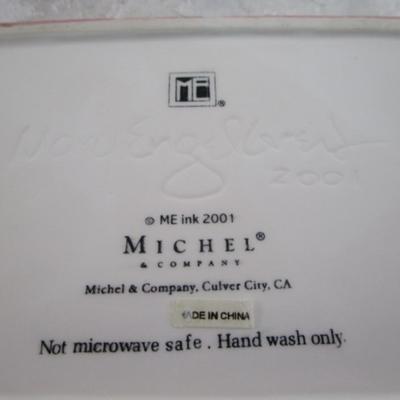 ME®
2001
© ME ink 2001
MICHEL®
& COMPANY
Michel & Company, Culver City, CA
MADE IN CHINA
Not microwave safe. Hand wash only.